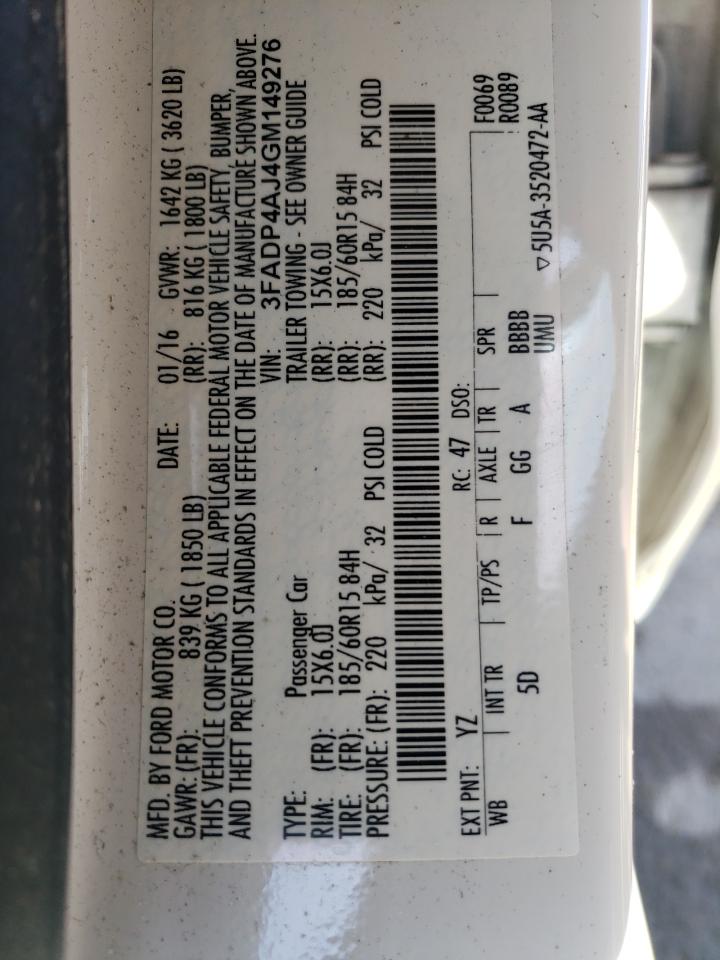 MFD. BY FORD MOTOR CO. DATE: 01/16 GVWR: 1642 KG ( 3620 LB)
GAWR: (FR): 839 KG ( 1850 LB) (RR): 816 KG ( 1800 LB)
THIS VEHICLE CONFORMS TO ALL APPLICABLE FEDERAL MOTOR VEHICLE SAFETY, BUMPER,
AND THEFT PREVENTION STANDARDS IN EFFECT ON THE DATE OF MANUFACTURE SHOWN ABOVE.
VIN: 3FADP4AJ4GM149276
TYPE: Passenger Car TRAILER TOWING - SEE OWNER GUIDE
RIM: (FR): 15X6.0J (RR): 15X6.0J
TIRE: (FR): 185/60R15 84H (RR): 185/60R15 84H
PRESSURE: (FR): 220 kPa/ 32 PSI COLD (RR): 220 kPa/ 32 PSI COLD
EXT PNT: YZ RC: 47 DSO: F0069
WB INT TR TP/PS R AXLE TR SPR R0089
5D F GG A BBBB
UMU ▽5U5A-3520472-AA